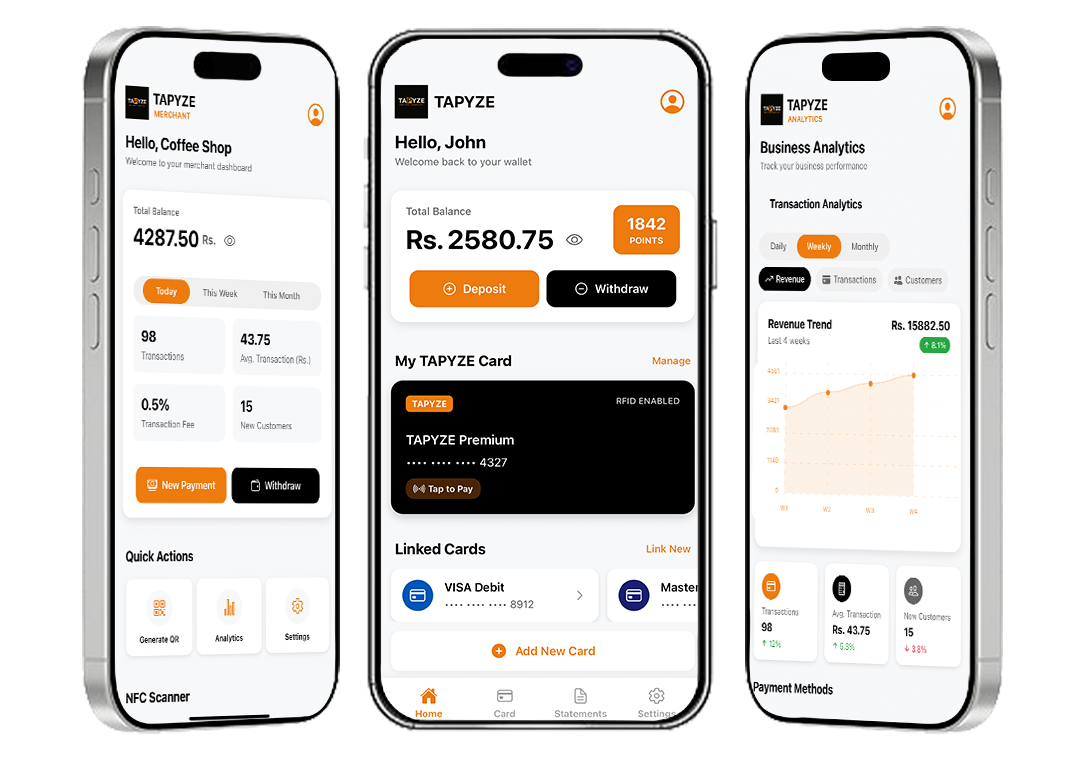 TAPYZE
TAPYZE
MERCHANT
Hello, Coffee Shop
Welcome to your merchant dashboard
Total Balance
4287.50 Rs.
Today This Week This Month
98
Transactions
43.75
Avg. Transaction (Rs.)
0.5%
Transaction Fee
15
New Customers
New Payment
Withdraw
Quick Actions
Generate QR
Analytics
Settings
NFC Scanner
TAPYZE
TAPYZE
Hello, John
Welcome back to your wallet
Total Balance
Rs. 2580.75
1842
POINTS
Deposit
Withdraw
My TAPYZE Card
Manage
TAPYZE
RFID ENABLED
TAPYZE Premium
•••• •••• •••• 4327
Tap to Pay
Linked Cards
Link New
VISA Debit
•••• •••• •••• 8912
Master
•••• 
Add New Card
Home
Card
Statements
Settings
TAPYZE
TAPYZE
ANALYTICS
Business Analytics
Track your business performance
Transaction Analytics
Daily Weekly Monthly
Revenue Transactions Customers
Revenue Trend
Last 4 weeks
Rs. 15882.50
↑ 8.1%
3421
1140
0
W1 W2 W3 W4
Transactions
98
↑ 12%
Avg. Transaction
Rs. 43.75
↑ 5.3%
New Customers
15
↓ 3.8%
Payment Methods